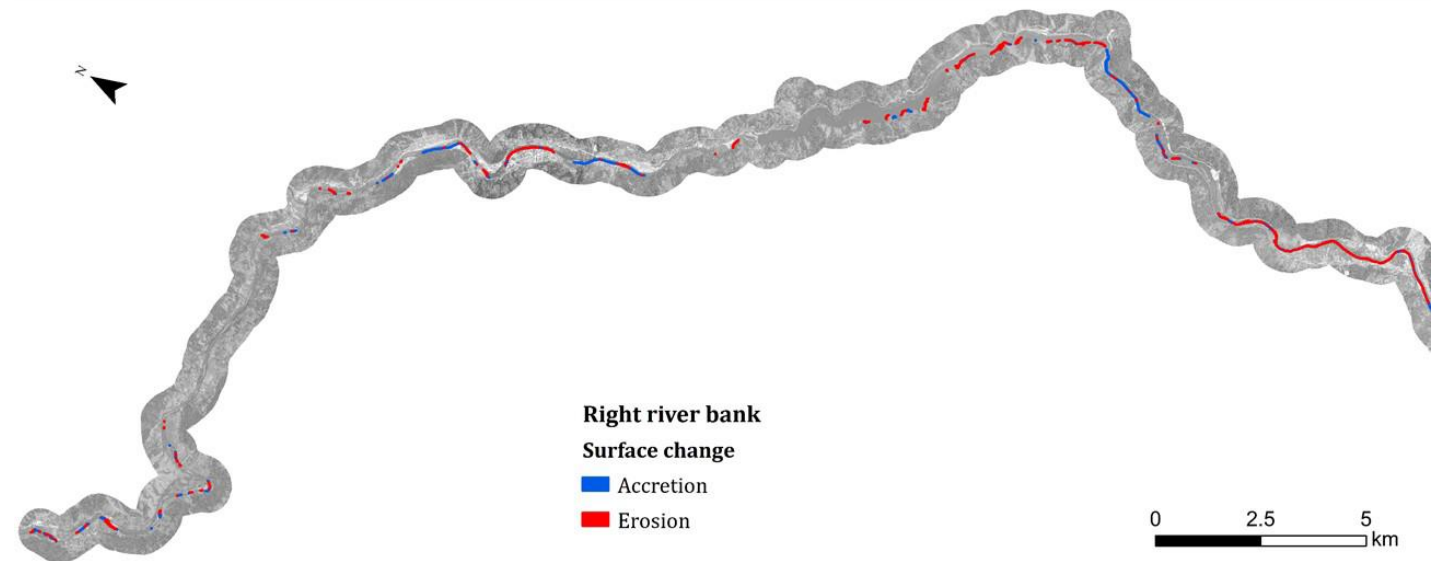 N
Right river bank
Surface change
Accretion
Erosion
0 2.5 5
km